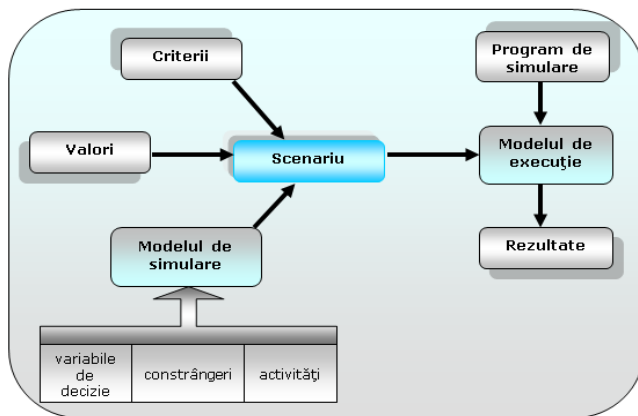 Criterii
Program de
simulare
Valori
Scenariu
Modelul de
execuţie
Modelul de
simulare
Rezultate
variabile
de
decizie
constrângeri
activităţi